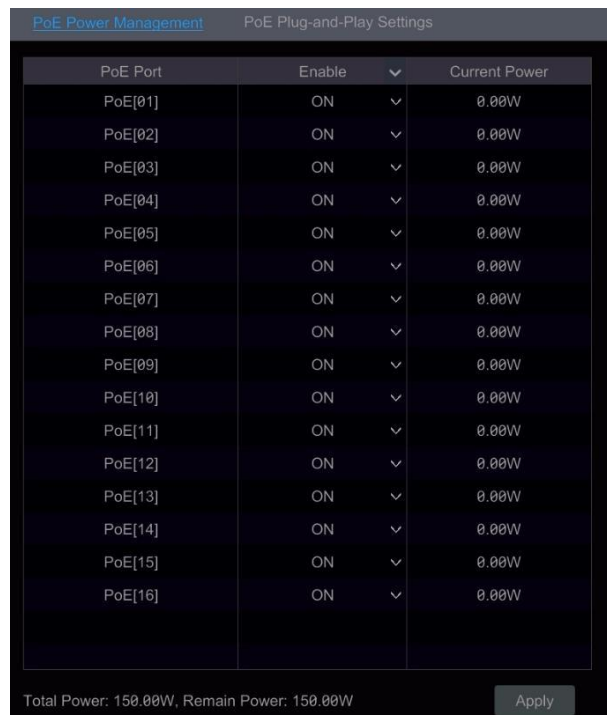 PoE Power Management PoE Plug-and-Play Settings
PoE Port Enable Current Power
PoE[01] ON 0.00W
PoE[02] ON 0.00W
PoE[03] ON 0.00W
PoE[04] ON 0.00W
PoE[05] ON 0.00W
PoE[06] ON 0.00W
PoE[07] ON 0.00W
PoE[08] ON 0.00W
PoE[09] ON 0.00W
PoE[10] ON 0.00W
PoE[11] ON 0.00W
PoE[12] ON 0.00W
PoE[13] ON 0.00W
PoE[14] ON 0.00W
PoE[15] ON 0.00W
PoE[16] ON 0.00W
Total Power: 150.00W, Remain Power: 150.00W Apply